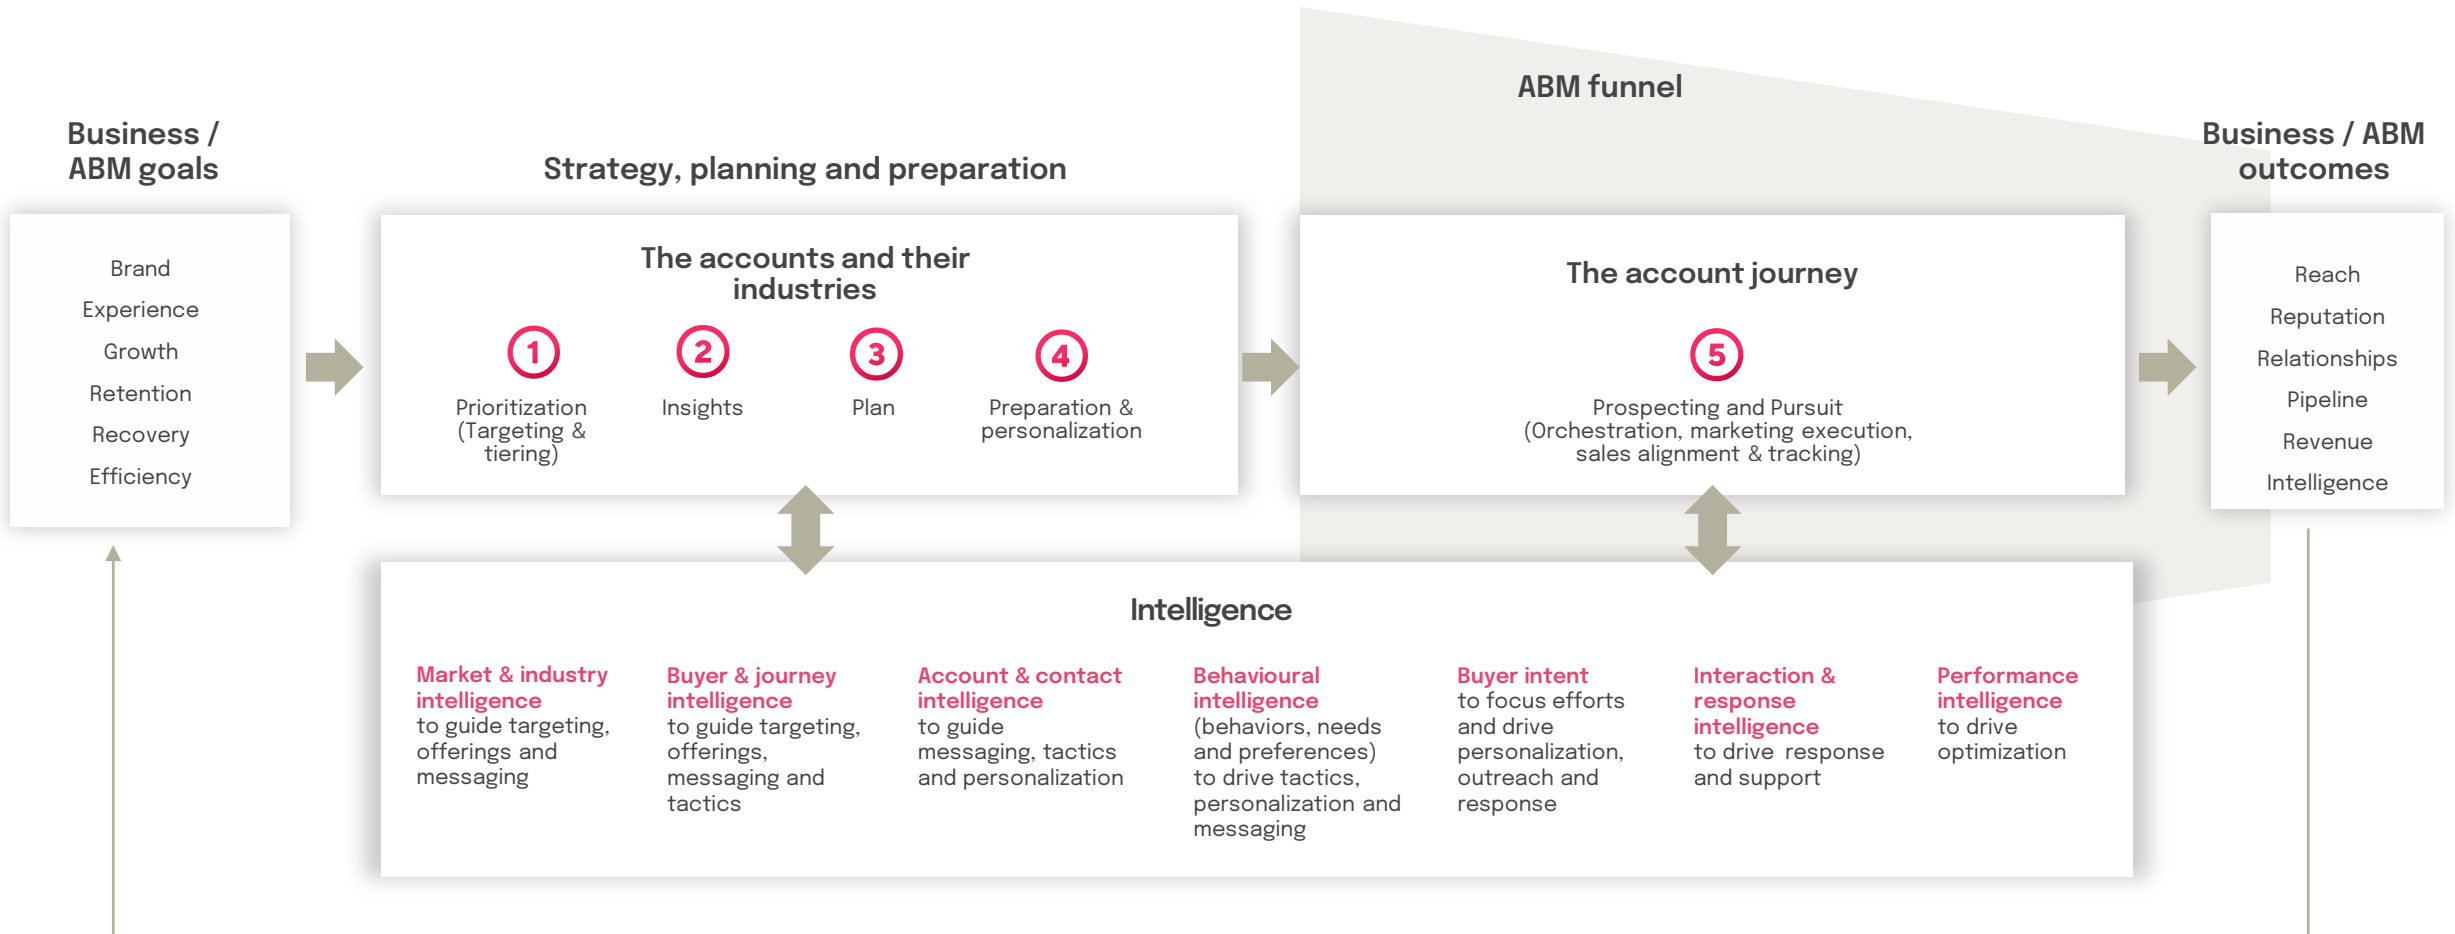 ABM funnel
Business /
ABM goals
Strategy, planning and preparation
Business / ABM
outcomes
Brand
Experience
Growth
Retention
Recovery
Efficiency
The accounts and their
industries
1
Prioritization
(Targeting &
tiering)
2
Insights
3
Plan
4
Preparation &
personalization
The account journey
5
Prospecting and Pursuit
(Orchestration, marketing execution,
sales alignment & tracking)
Reach
Reputation
Relationships
Pipeline
Revenue
Intelligence
Intelligence
Market & industry
intelligence
to guide targeting,
offerings and
messaging
Buyer & journey
intelligence
to guide targeting,
offerings,
messaging and
tactics
Account & contact
intelligence
to guide
messaging, tactics
and personalization
Behavioural
intelligence
(behaviors, needs
and preferences)
to drive tactics,
personalization and
messaging
Buyer intent
to focus efforts
and drive
personalization,
outreach and
response
Interaction &
response
intelligence
to drive response
and support
Performance
intelligence
to drive
optimization